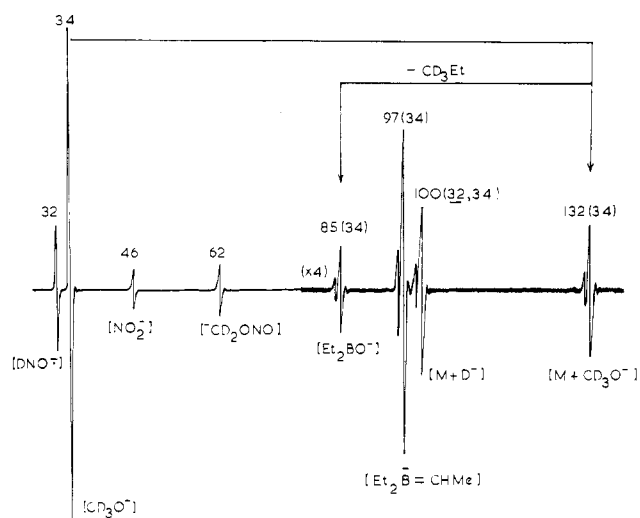 34
- CD₃Et
97(34)
100(32,34)
132(34)
32
85(34)
46
62
(x4)
[NO₂⁻]
[⁻CD₂ONO]
[Et₂BO⁻]
[DNO⁻]
[M+D⁻]
[M+CD₃O⁻]
[Et₂B̄=CHMe]
[CD₃O⁻]